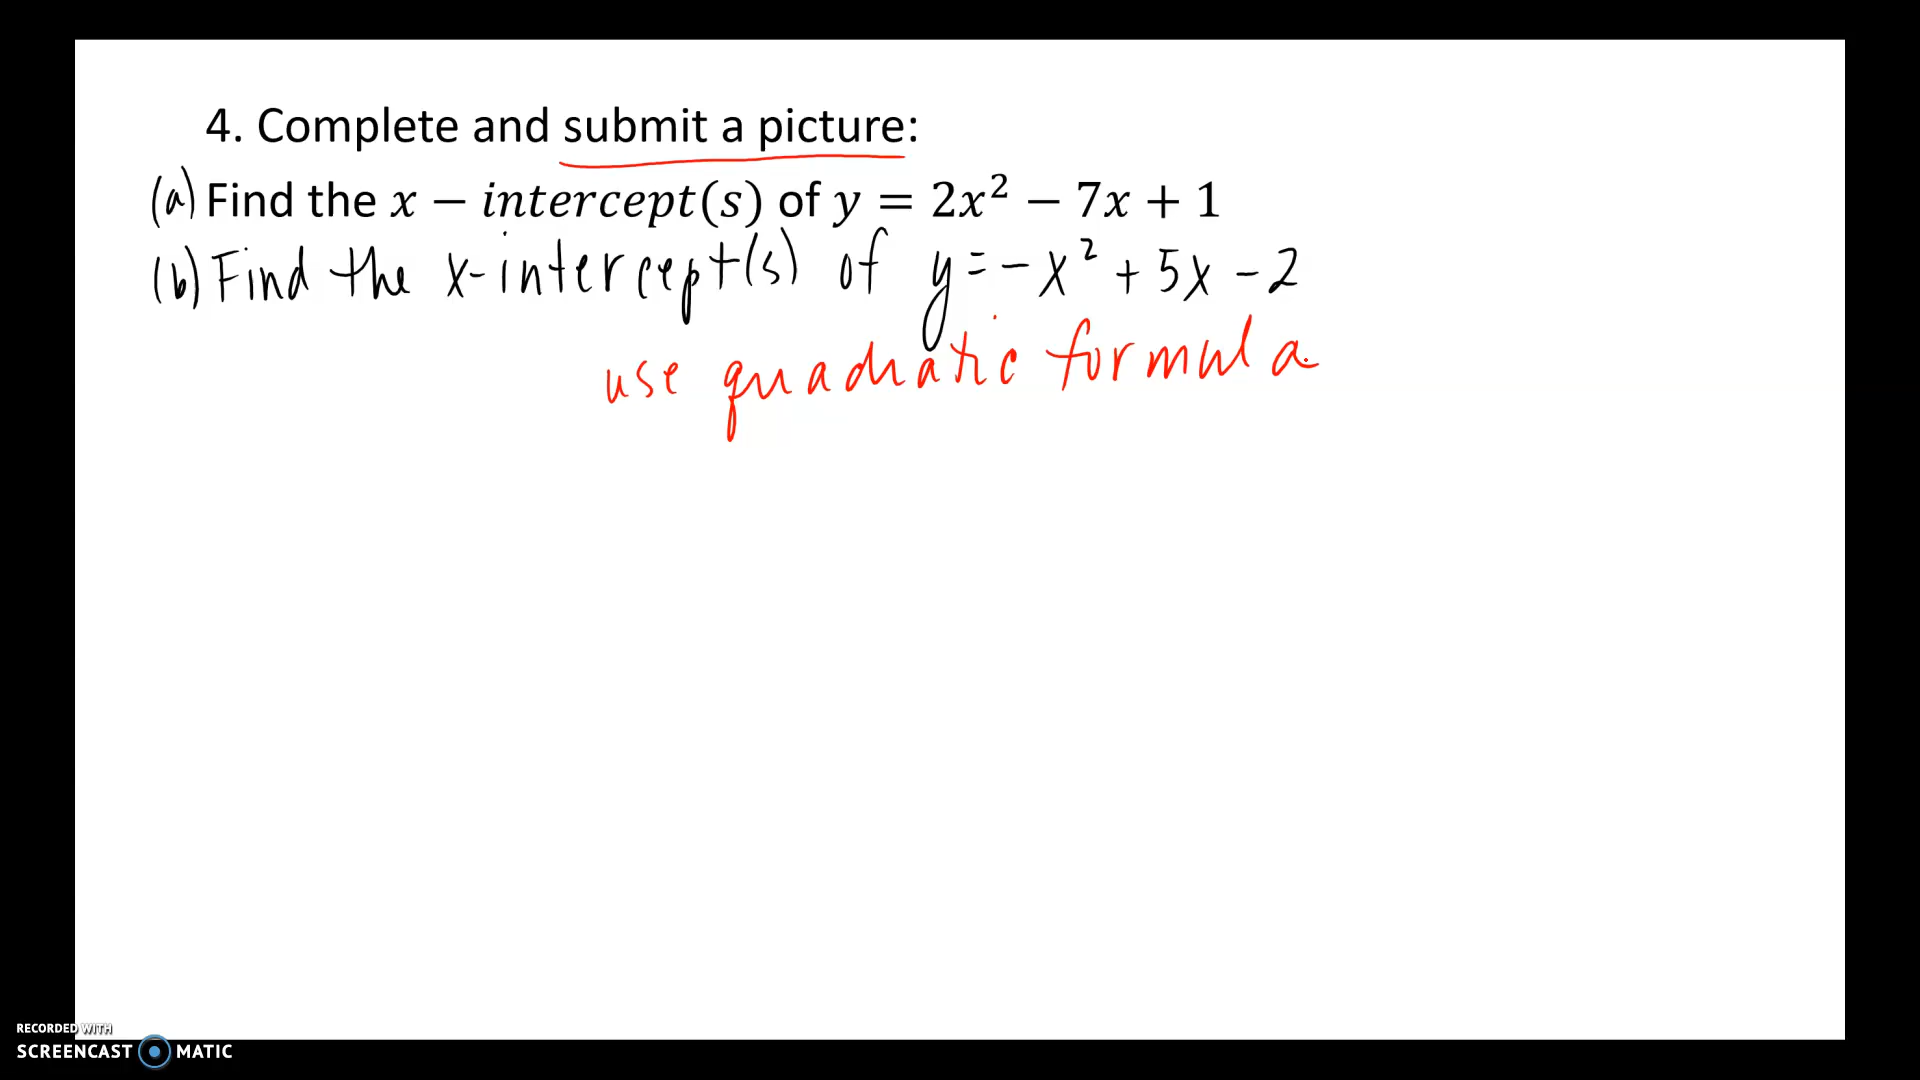 4. Complete and submit a picture:
(a) Find the x − intercept(s) of y = 2x² − 7x + 1
(b) Find the x-intercept(s) of y = -x² + 5x - 2
use quadratic formula
RECORDED WITH
SCREENCAST MATIC